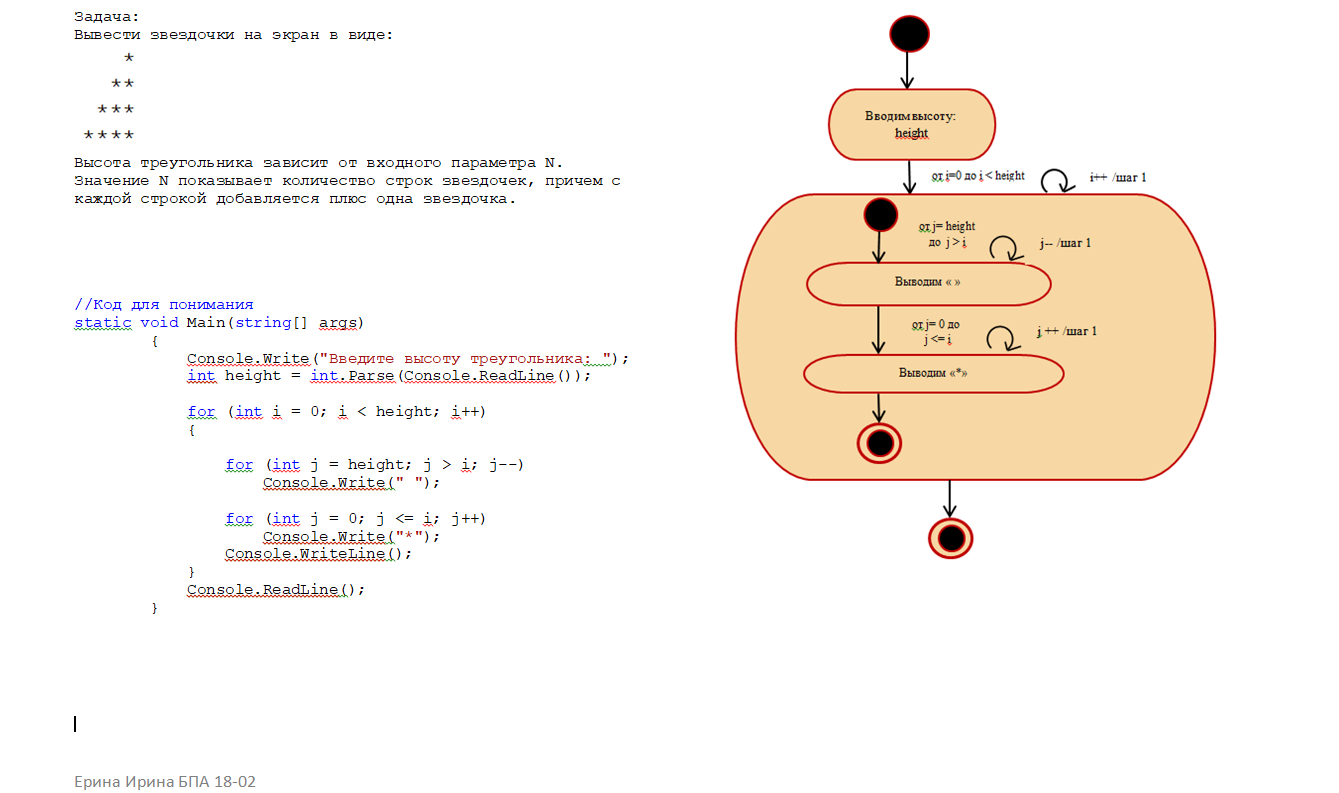 Задача:
Вывести звездочки на экран в виде:
*
**
***
****
Высота треугольника зависит от входного параметра N.
Значение N показывает количество строк звездочек, причем с
каждой строкой добавляется плюс одна звездочка.
//Код для понимания
static void Main(string[] args)
{
Console.Write("Введите высоту треугольника: ");
int height = int.Parse(Console.ReadLine());
for (int i = 0; i < height; i++)
{
for (int j = height; j > i; j--)
Console.Write(" ");
for (int j = 0; j <= i; j++)
Console.Write("*");
Console.WriteLine();
}
Console.ReadLine();
}
Ерина Ирина БПА 18-02
Вводим высоту:
height
от i=0 до i < height
i++ /шаг 1
от j= height
до j > i
j-- /шаг 1
Выводим « »
от j= 0 до
j <= i
j ++ /шаг 1
Выводим «*»